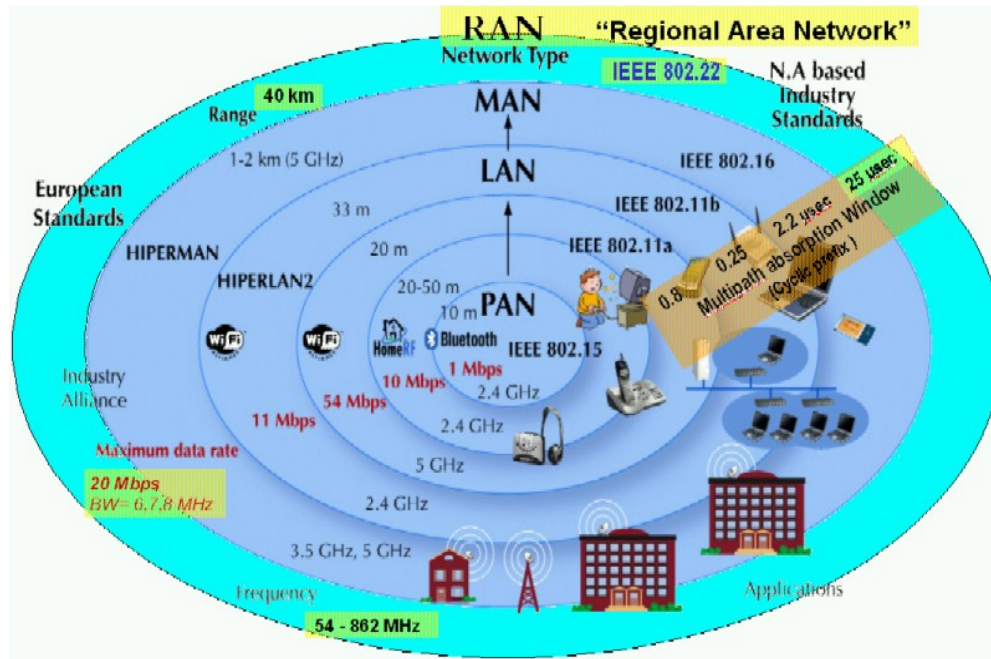 RAN "Regional Area Network"
Network Type
IEEE 802.22
N.A based
Industry
Standards
40 km
Range
MAN
1-2 km (5 GHz)
IEEE 802.16
25 µsec
LAN
European
Standards
33 m
IEEE 802.11b
2.2 µsec
HIPERMAN
20 m
IEEE 802.11a
0.25
Multipath absorption Window
(Cyclic prefix )
HIPERLAN2
20-50 m
0.8
10 m
PAN
WiFi
WiFi
HomeRF
Bluetooth
IEEE 802.15
Industry
Alliance
1 Mbps
10 Mbps
2.4 GHz
54 Mbps
11 Mbps
2.4 GHz
Maximum data rate
5 GHz
20 Mbps
BW= 6,7,8 MHz
2.4 GHz
3.5 GHz, 5 GHz
Frequency
Applications
54 - 862 MHz